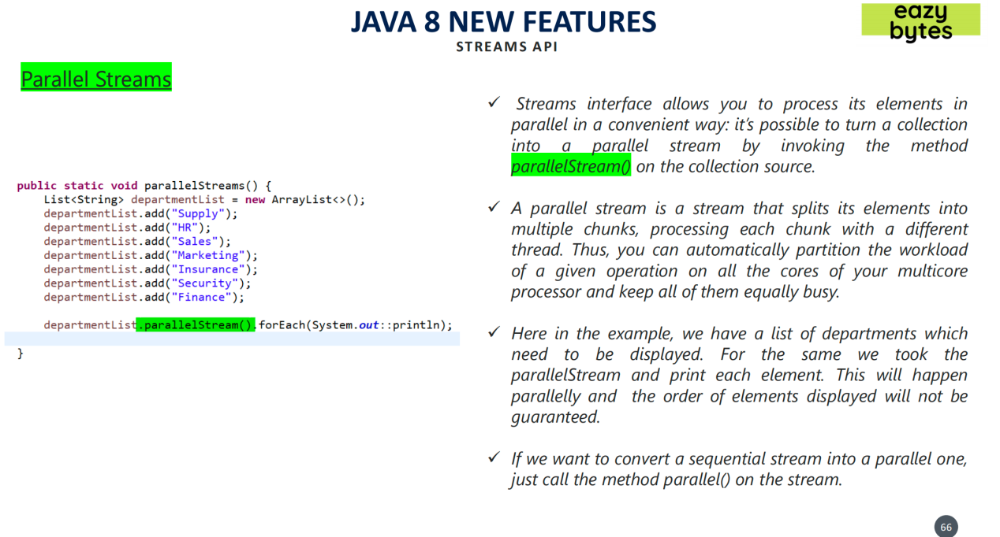 JAVA 8 NEW FEATURES
STREAMS API
eazy
bytes
Parallel Streams
public static void parallelStreams() {
    List<String> departmentList = new ArrayList<>();
    departmentList.add("Supply");
    departmentList.add("HR");
    departmentList.add("Sales");
    departmentList.add("Marketing");
    departmentList.add("Insurance");
    departmentList.add("Security");
    departmentList.add("Finance");
    departmentList.parallelStream().forEach(System.out::println);
}
✓ Streams interface allows you to process its elements in
parallel in a convenient way: it's possible to turn a collection
into a parallel stream by invoking the method
parallelStream() on the collection source.
✓ A parallel stream is a stream that splits its elements into
multiple chunks, processing each chunk with a different
thread. Thus, you can automatically partition the workload
of a given operation on all the cores of your multicore
processor and keep all of them equally busy.
✓ Here in the example, we have a list of departments which
need to be displayed. For the same we took the
parallelStream and print each element. This will happen
parallelly and the order of elements displayed will not be
guaranteed.
✓ If we want to convert a sequential stream into a parallel one,
just call the method parallel() on the stream.
66